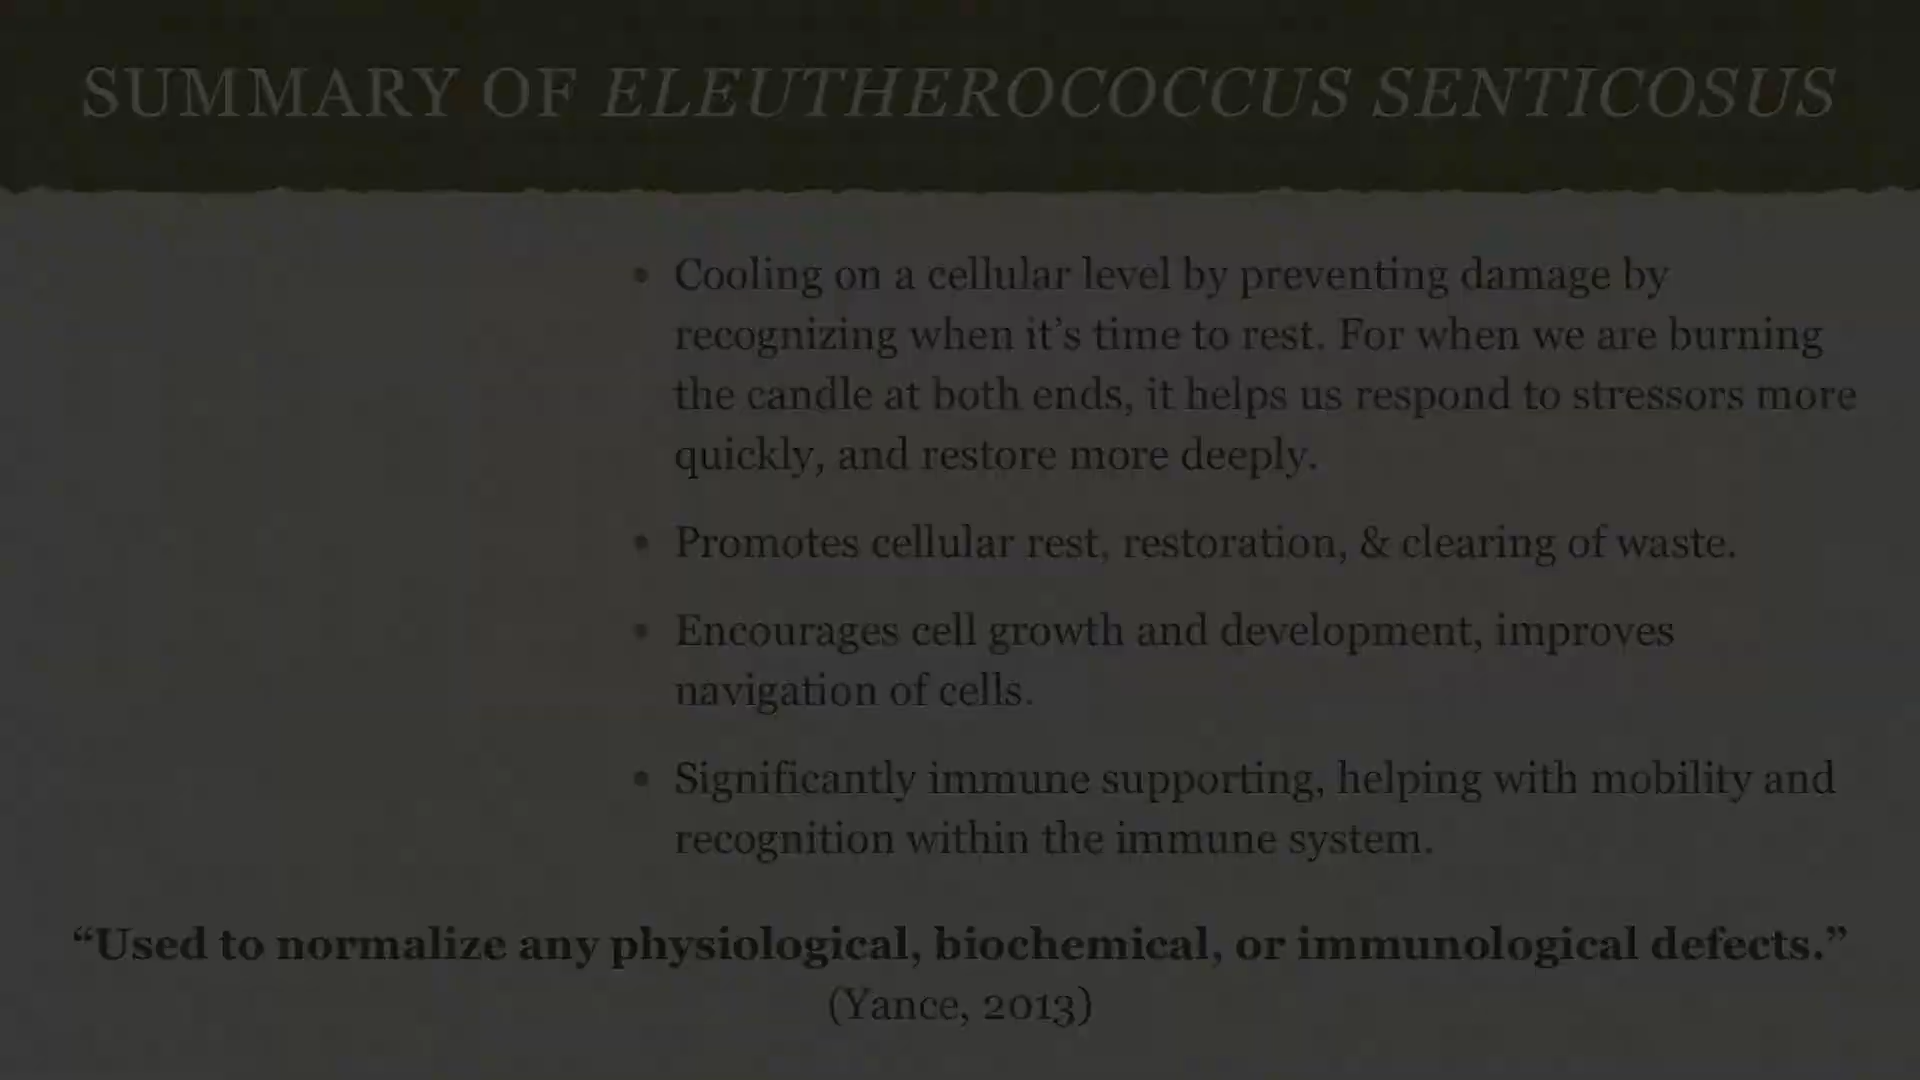 SUMMARY OF ELEUTHEROCOCCUS SENTICOSUS
• Cooling on a cellular level by preventing damage by
recognizing when it’s time to rest. For when we are burning
the candle at both ends, it helps us respond to stressors more
quickly, and restore more deeply.
• Promotes cellular rest, restoration, & clearing of waste.
• Encourages cell growth and development, improves
navigation of cells.
• Significantly immune supporting, helping with mobility and
recognition within the immune system.
“Used to normalize any physiological, biochemical, or immunological defects.”
(Yance, 2013)